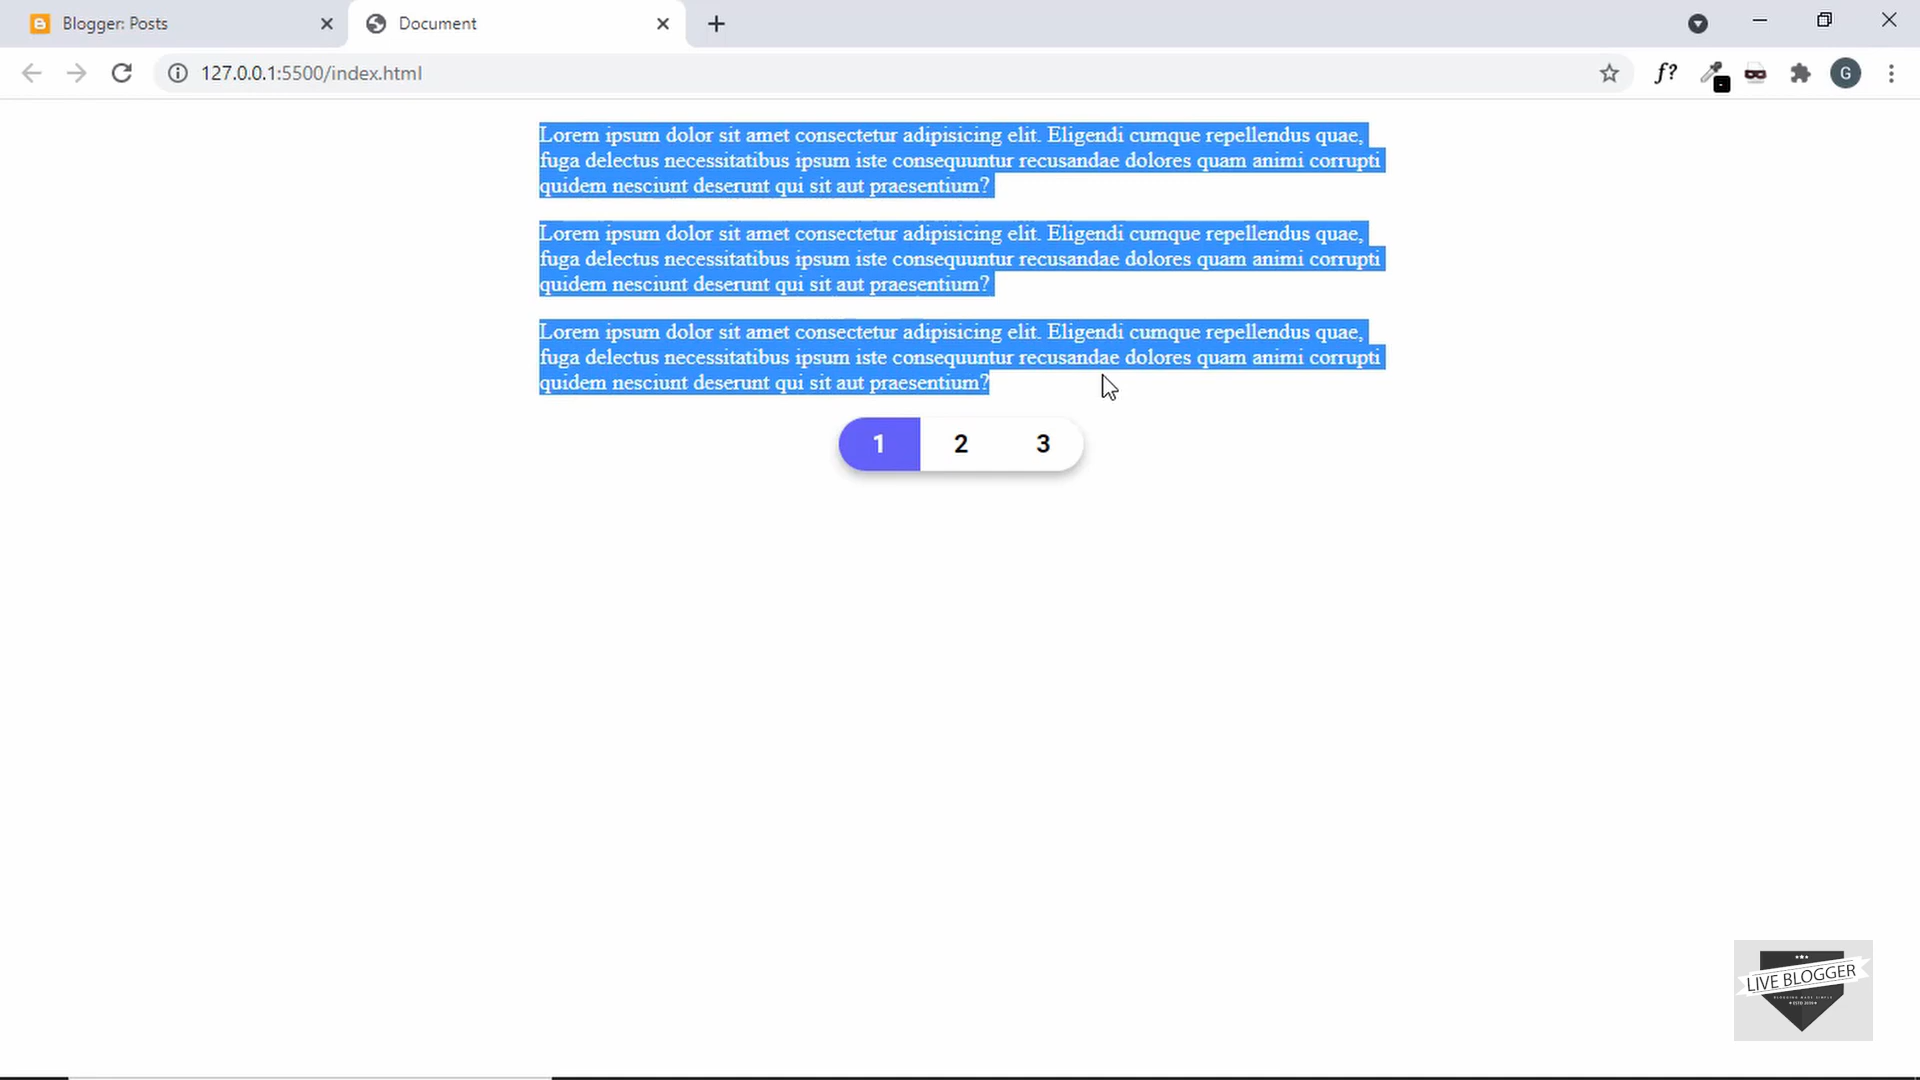 Blogger: Posts
Document
127.0.0.1:5500/index.html
f?
G
Lorem ipsum dolor sit amet consectetur adipisicing elit. Eligendi cumque repellendus quae,
fuga delectus necessitatibus ipsum iste consequuntur recusandae dolores quam animi corrupti
quidem nesciunt deserunt qui sit aut praesentium?
Lorem ipsum dolor sit amet consectetur adipisicing elit. Eligendi cumque repellendus quae,
fuga delectus necessitatibus ipsum iste consequuntur recusandae dolores quam animi corrupti
quidem nesciunt deserunt qui sit aut praesentium?
Lorem ipsum dolor sit amet consectetur adipisicing elit. Eligendi cumque repellendus quae,
fuga delectus necessitatibus ipsum iste consequuntur recusandae dolores quam animi corrupti
quidem nesciunt deserunt qui sit aut praesentium?
1 2 3
LIVE BLOGGER